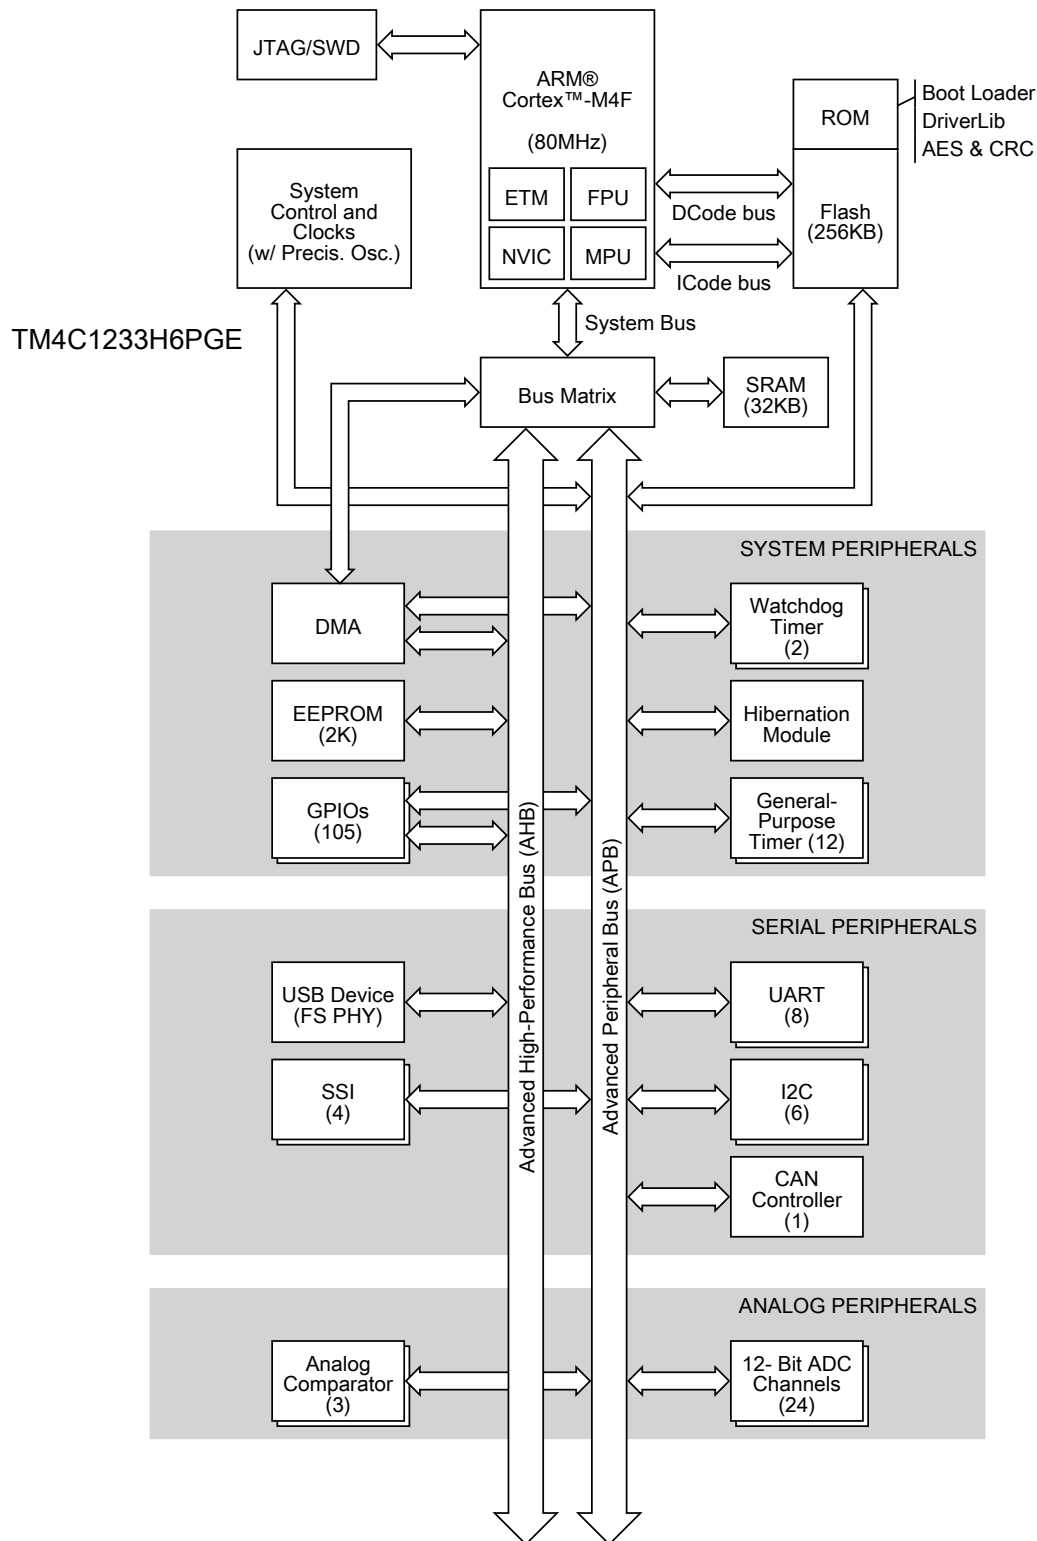 JTAG/SWD
ARM®
Cortex™-M4F
(80MHz)
ETM
FPU
NVIC
MPU
ROM
Boot Loader
DriverLib
AES & CRC
Flash
(256KB)
DCode bus
ICode bus
System
Control and
Clocks
(w/ Precis. Osc.)
TM4C1233H6PGE
System Bus
Bus Matrix
SRAM
(32KB)
SYSTEM PERIPHERALS
DMA
Watchdog
Timer
(2)
EEPROM
(2K)
Hibernation
Module
GPIOs
(105)
General-
Purpose
Timer (12)
Advanced High-Performance Bus (AHB)
Advanced Peripheral Bus (APB)
SERIAL PERIPHERALS
USB Device
(FS PHY)
UART
(8)
SSI
(4)
I2C
(6)
CAN
Controller
(1)
ANALOG PERIPHERALS
Analog
Comparator
(3)
12- Bit ADC
Channels
(24)